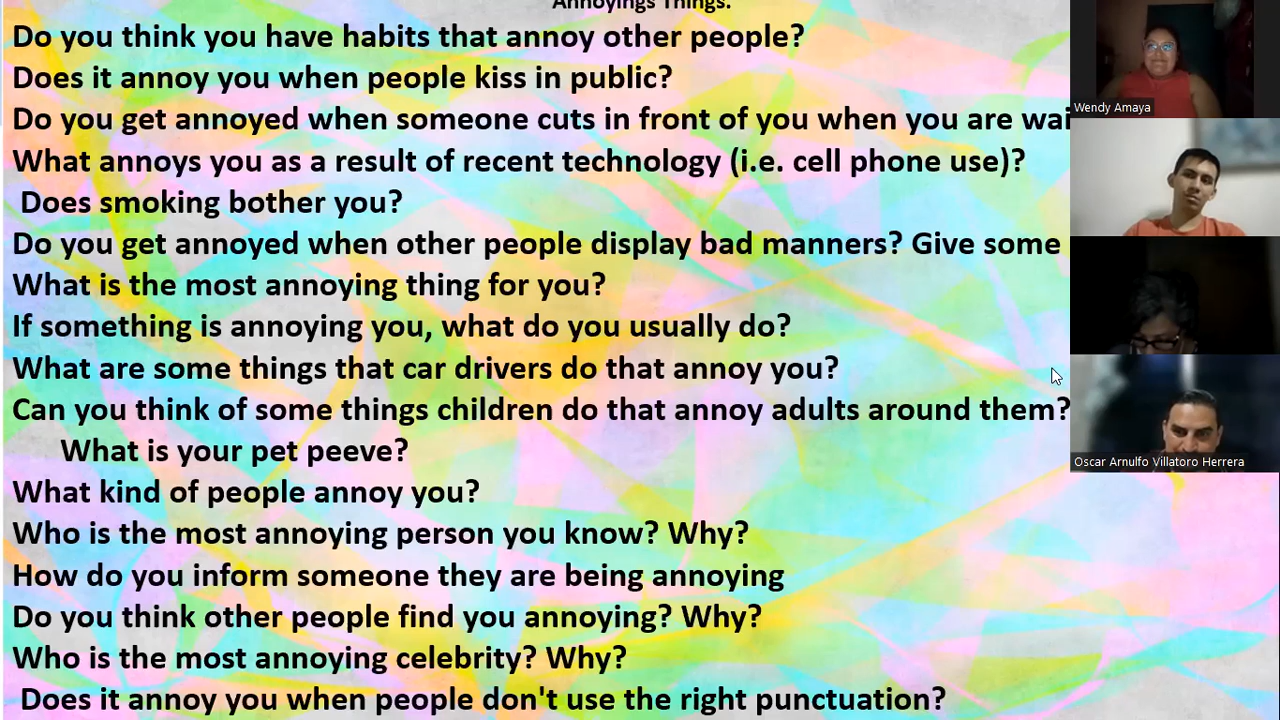 Annoyings Things.
Do you think you have habits that annoy other people?
Does it annoy you when people kiss in public?
Do you get annoyed when someone cuts in front of you when you are wai
What annoys you as a result of recent technology (i.e. cell phone use)?
Does smoking bother you?
Do you get annoyed when other people display bad manners? Give some
What is the most annoying thing for you?
If something is annoying you, what do you usually do?
What are some things that car drivers do that annoy you?
Can you think of some things children do that annoy adults around them?
What is your pet peeve?
What kind of people annoy you?
Who is the most annoying person you know? Why?
How do you inform someone they are being annoying
Do you think other people find you annoying? Why?
Who is the most annoying celebrity? Why?
Does it annoy you when people don't use the right punctuation?
Wendy Amaya
Oscar Arnulfo Villatoro Herrera